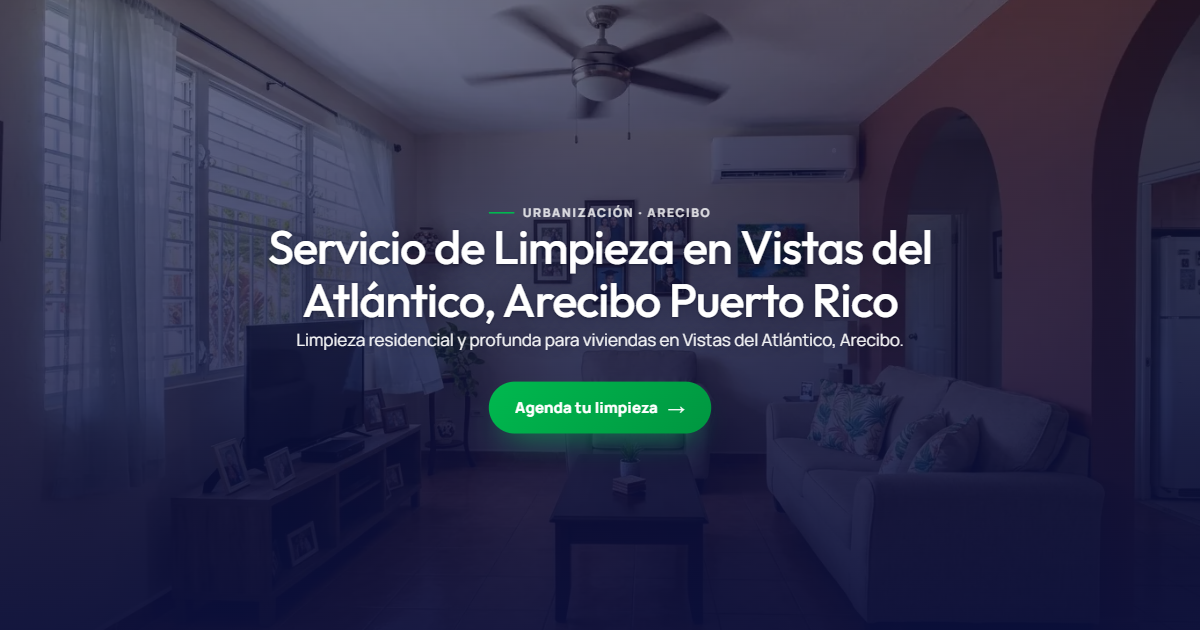 URBANIZACIÓN · ARECIBO
Servicio de Limpieza en Vistas del
Atlántico, Arecibo Puerto Rico
Limpieza residencial y profunda para viviendas en Vistas del Atlántico, Arecibo.
Agenda tu limpieza →